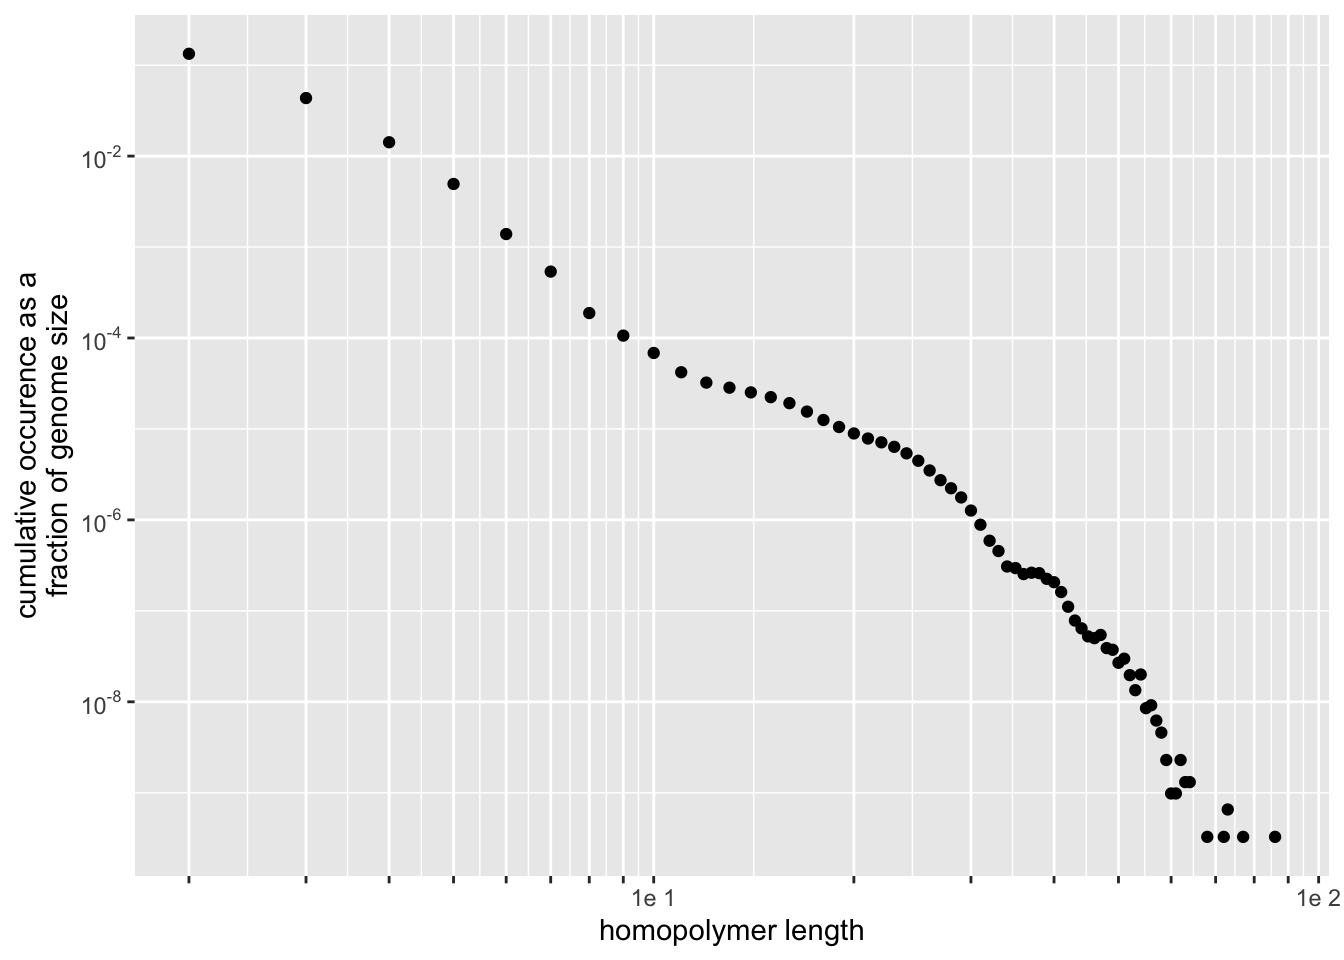 cumulative occurence as a
fraction of genome size
10-2
10-4
10-6
10-8
1e 1
1e 2
homopolymer length